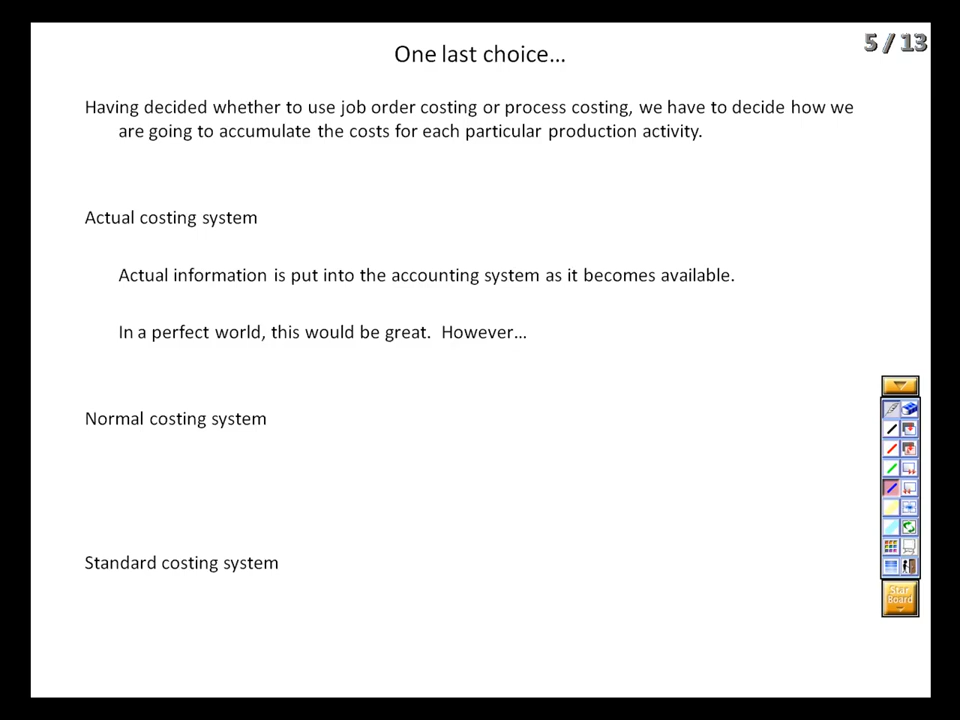 One last choice...
5 / 13
Having decided whether to use job order costing or process costing, we have to decide how we
are going to accumulate the costs for each particular production activity.
Actual costing system
Actual information is put into the accounting system as it becomes available.
In a perfect world, this would be great.  However...
Normal costing system
Standard costing system
Star
Board